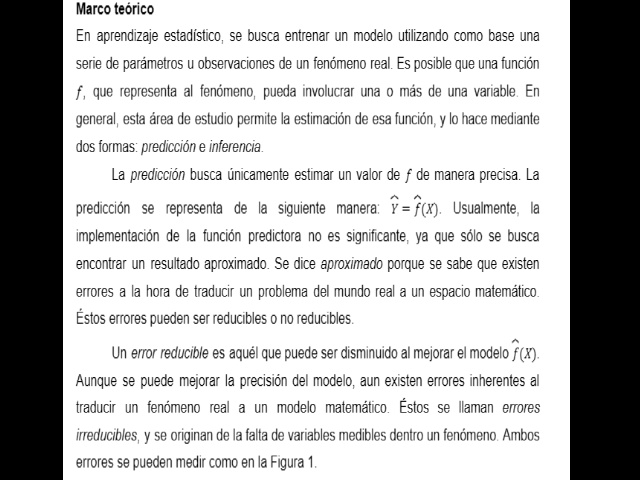 Marco teórico
En aprendizaje estadístico, se busca entrenar un modelo utilizando como base una
serie de parámetros u observaciones de un fenómeno real. Es posible que una función
f, que representa al fenómeno, pueda involucrar una o más de una variable. En
general, esta área de estudio permite la estimación de esa función, y lo hace mediante
dos formas: predicción e inferencia.
La predicción busca únicamente estimar un valor de f de manera precisa. La
predicción se representa de la siguiente manera: Ŷ = f̂(X). Usualmente, la
implementación de la función predictora no es significante, ya que sólo se busca
encontrar un resultado aproximado. Se dice aproximado porque se sabe que existen
errores a la hora de traducir un problema del mundo real a un espacio matemático.
Éstos errores pueden ser reducibles o no reducibles.
Un error reducible es aquél que puede ser disminuido al mejorar el modelo f̂(X).
Aunque se puede mejorar la precisión del modelo, aun existen errores inherentes al
traducir un fenómeno real a un modelo matemático. Éstos se llaman errores
irreducibles, y se originan de la falta de variables medibles dentro un fenómeno. Ambos
errores se pueden medir como en la Figura 1.